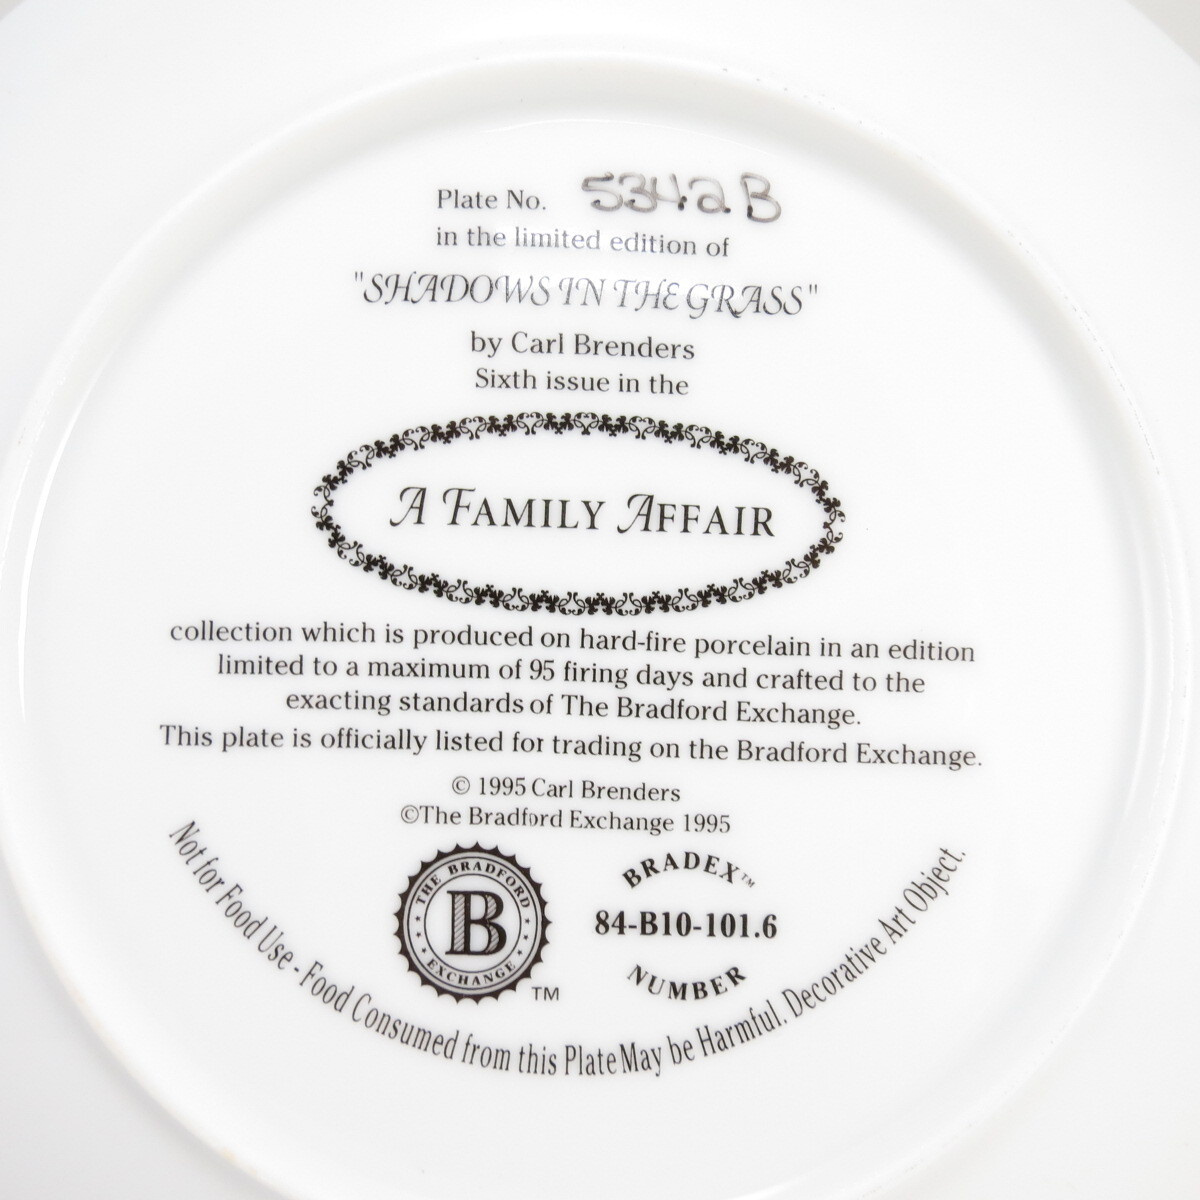 Plate No. 5342B
in the limited edition of
"SHADOWS IN THE GRASS"
by Carl Brenders
Sixth issue in the
A FAMILY AFFAIR
collection which is produced on hard-fire porcelain in an edition
limited to a maximum of 95 firing days and crafted to the
exacting standards of The Bradford Exchange.
This plate is officially listed for trading on the Bradford Exchange.
© 1995 Carl Brenders
©The Bradford Exchange 1995
THE BRADFORD
B
EXCHANGE
TM
BRADEX™
84-B10-101.6
NUMBER
Not for Food Use - Food Consumed from this Plate May be Harmful. Decorative Art Object.